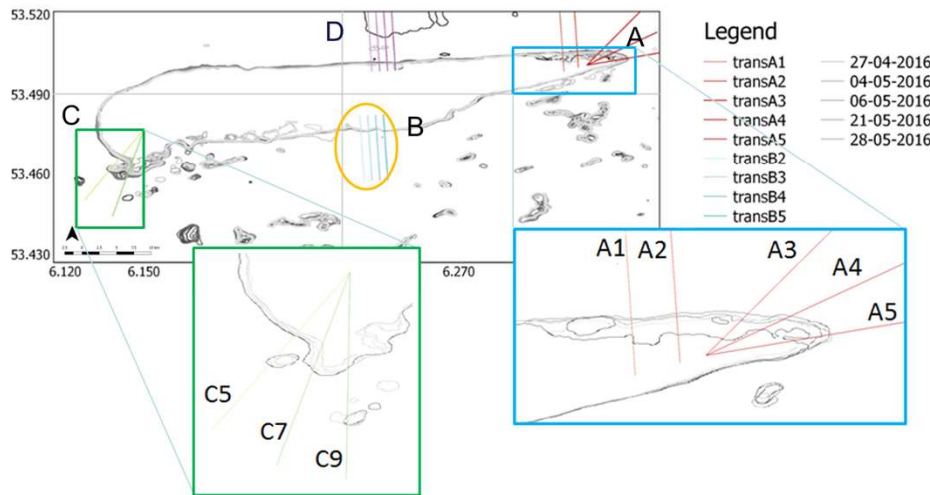 53.520
53.490
53.460
53.430
6.120
6.150
6.270
D
A
C
B
Legend
transA1
transA2
transA3
transA4
transA5
transB2
transB3
transB4
transB5
27-04-2016
04-05-2016
06-05-2016
21-05-2016
28-05-2016
A1
A2
A3
A4
A5
C5
C7
C9